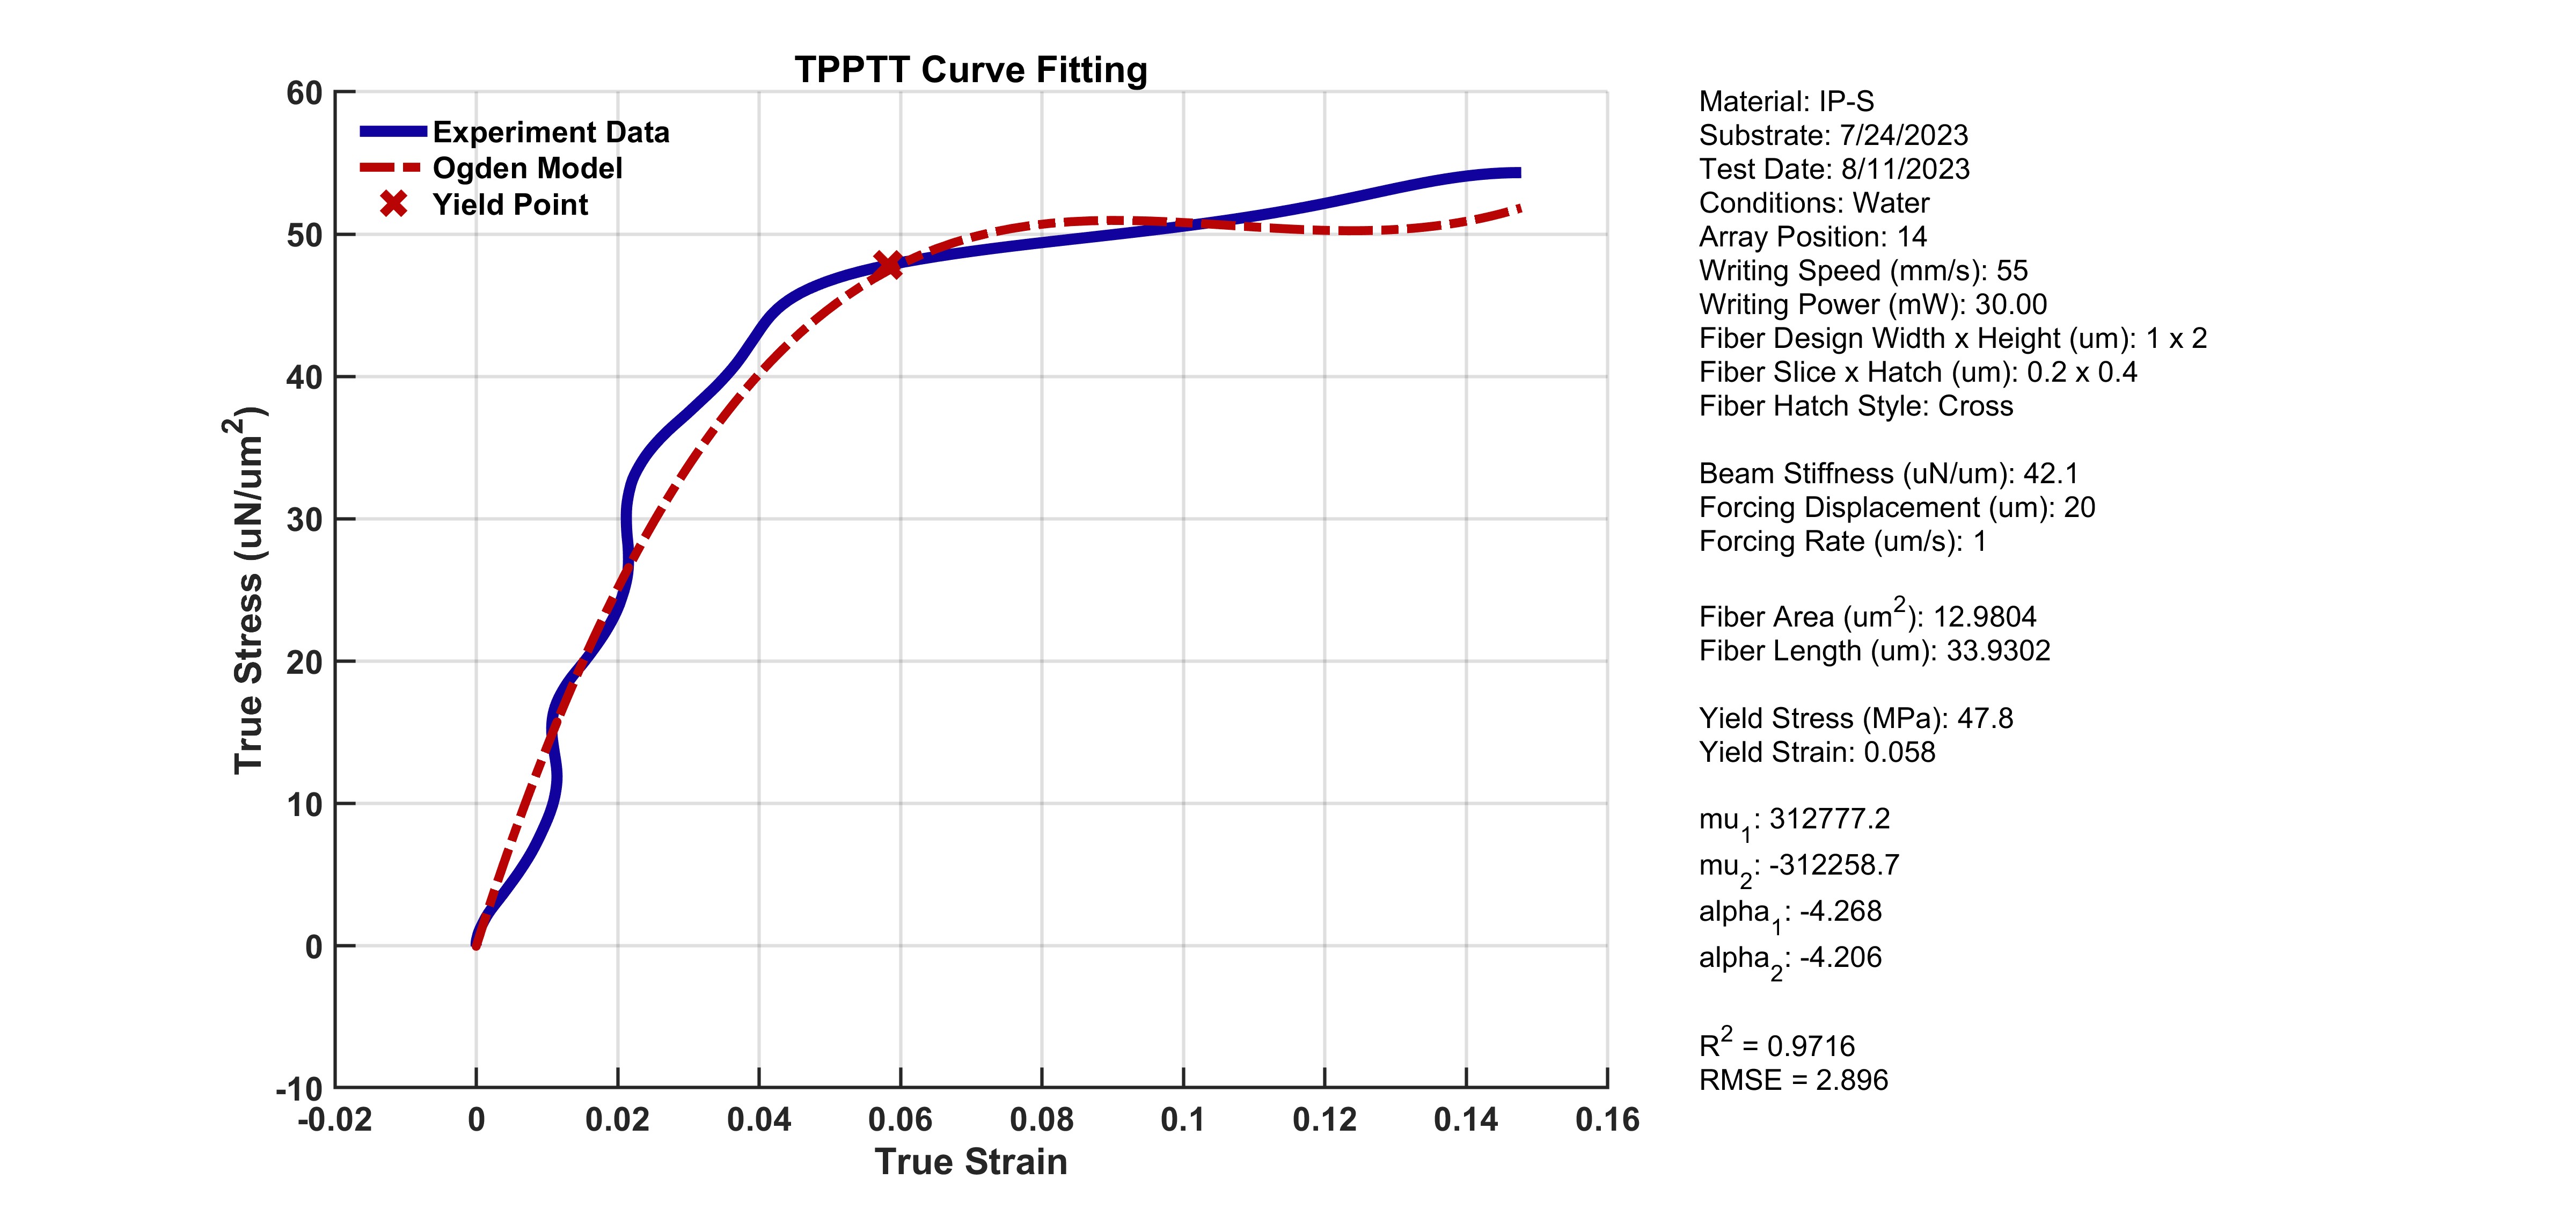 TPPTT Curve Fitting
60
50
40
30
20
10
0
-10
True Stress (uN/um2)
Experiment Data
Ogden Model
Yield Point
-0.02 0 0.02 0.04 0.06 0.08 0.1 0.12 0.14 0.16
True Strain
Material: IP-S
Substrate: 7/24/2023
Test Date: 8/11/2023
Conditions: Water
Array Position: 14
Writing Speed (mm/s): 55
Writing Power (mW): 30.00
Fiber Design Width x Height (um): 1 x 2
Fiber Slice x Hatch (um): 0.2 x 0.4
Fiber Hatch Style: Cross
Beam Stiffness (uN/um): 42.1
Forcing Displacement (um): 20
Forcing Rate (um/s): 1
Fiber Area (um2): 12.9804
Fiber Length (um): 33.9302
Yield Stress (MPa): 47.8
Yield Strain: 0.058
mu1: 312777.2
mu2: -312258.7
alpha1: -4.268
alpha2: -4.206
R2 = 0.9716
RMSE = 2.896